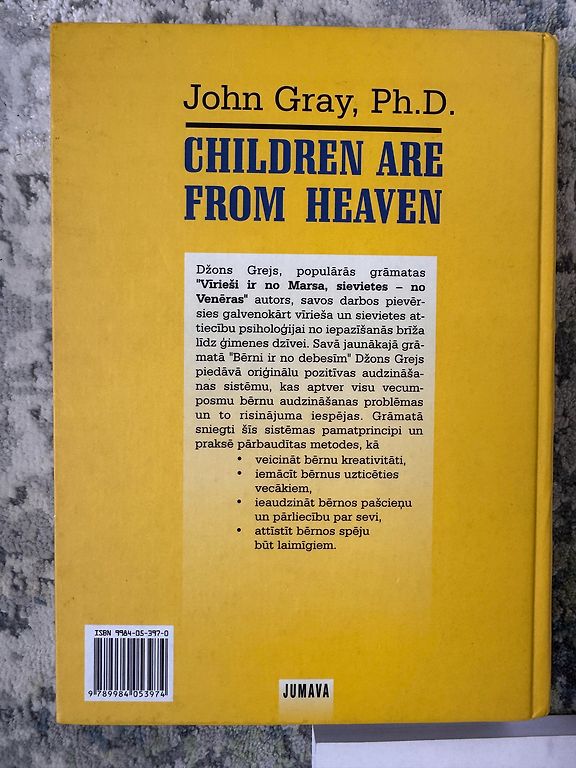 John Gray, Ph.D.
CHILDREN ARE
FROM HEAVEN
Džons Grejs, populārās grāmatas
"Vīrieši ir no Marsa, sievietes – no
Venēras" autors, savos darbos pievēr-
sies galvenokārt vīrieša un sievietes at-
tiecību psiholoģijai no iepazīšanās brīža
līdz ģimenes dzīvei. Savā jaunākajā grā-
matā "Bērni ir no debesīm" Džons Grejs
piedāvā oriģinālu pozitīvas audzināša-
nas sistēmu, kas aptver visu vecum-
posmu bērnu audzināšanas problēmas
un to risinājuma iespējas. Grāmatā
sniegti šīs sistēmas pamatprincipi un
praksē pārbaudītas metodes, kā
• veicināt bērnu kreativitāti,
• iemācīt bērnus uzticēties
vecākiem,
• ieaudzināt bērnos pašcieņu
un pārliecību par sevi,
• attīstīt bērnos spēju
būt laimīgiem.
ISBN 9984-05-397-0
9 789984 053974
JUMAVA